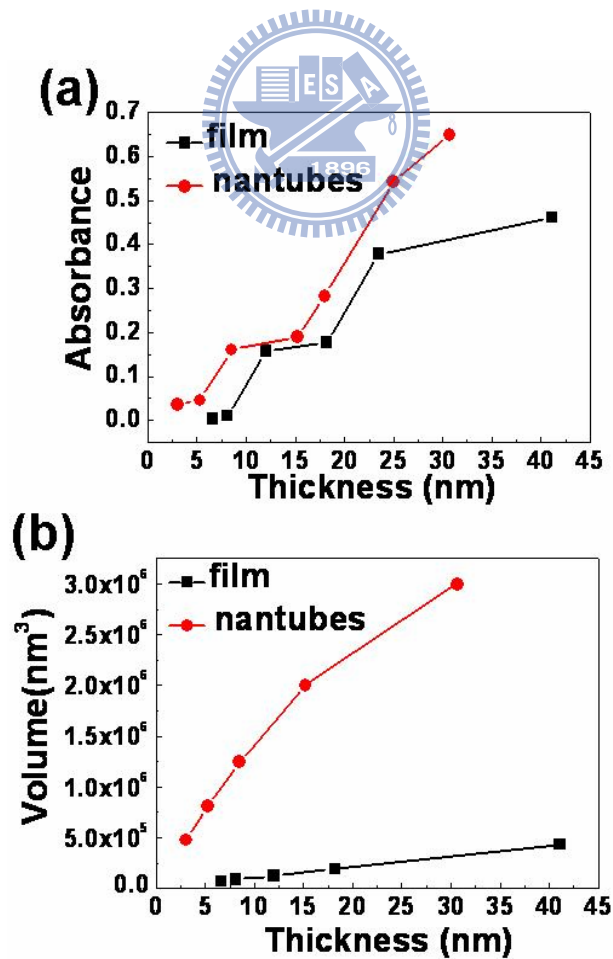 (a)
E S A
1896
0.7
0.6
0.5
0.4
0.3
0.2
0.1
0.0
Absorbance
film
nantubes
0 5 10 15 20 25 30 35 40 45
Thickness (nm)
(b)
3.0x10⁶
2.5x10⁶
2.0x10⁶
1.5x10⁶
1.0x10⁶
5.0x10⁵
0.0
Volume(nm³)
film
nantubes
0 5 10 15 20 25 30 35 40 45
Thickness (nm)